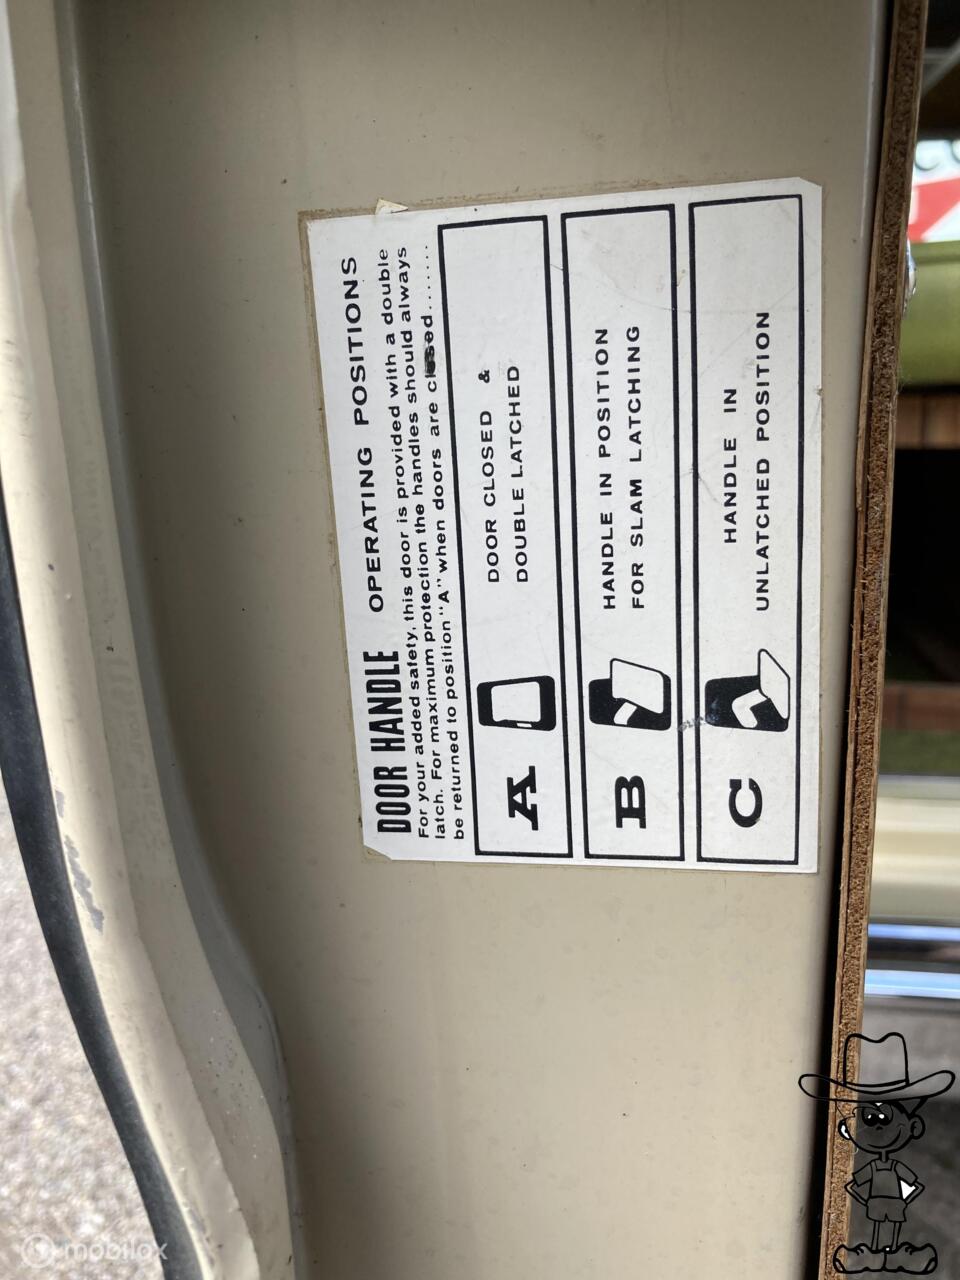 DOOR HANDLE OPERATING POSITIONS
For your added safety, this door is provided with a double
latch. For maximum protection the handles should always
be returned to position "A" when doors are closed........
A
DOOR CLOSED &
DOUBLE LATCHED
B
HANDLE IN POSITION
FOR SLAM LATCHING
C
HANDLE IN
UNLATCHED POSITION
mobilox